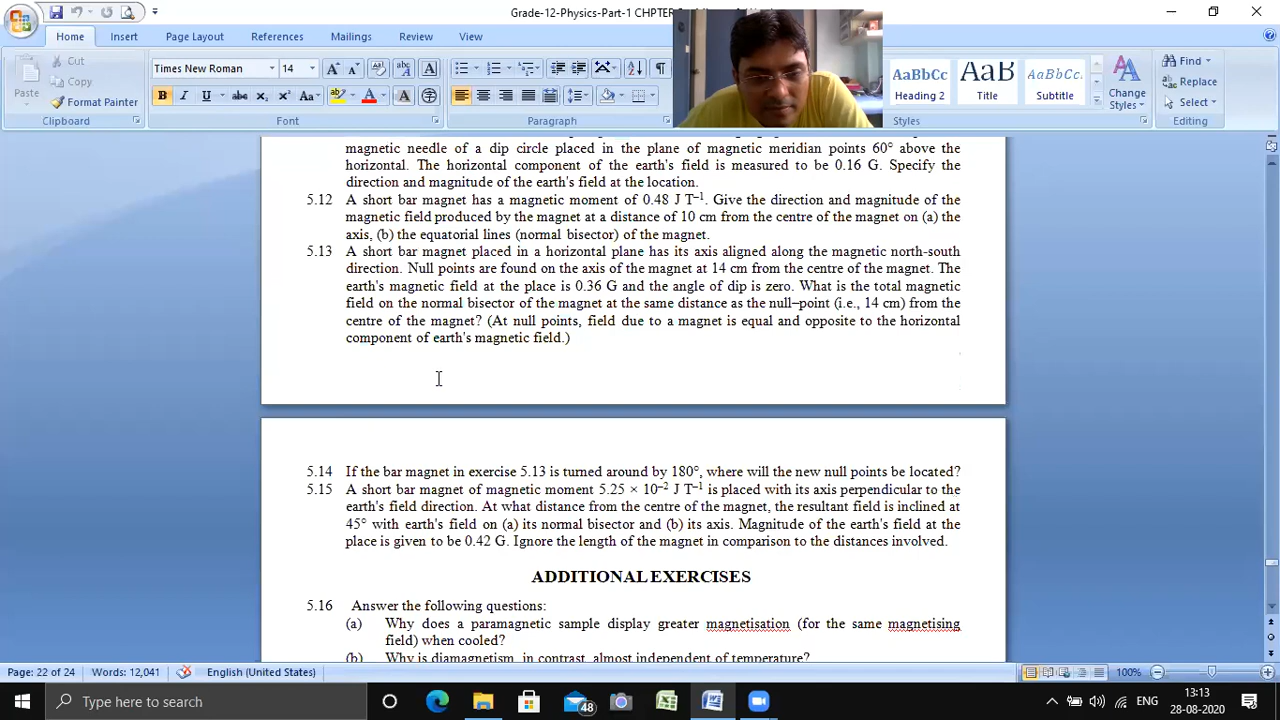 Grade-12-Physics-Part-1 CHPTER
Home Insert Page Layout References Mailings Review View
Cut
Copy
Format Painter
Paste
Clipboard
Times New Roman 14
Font
Paragraph
AaBbCc AaB AaBbCc
Heading 2 Title Subtitle
Styles
Change
Styles
Find
Replace
Select
Editing
magnetic needle of a dip circle placed in the plane of magnetic meridian points 60° above the
horizontal. The horizontal component of the earth's field is measured to be 0.16 G. Specify the
direction and magnitude of the earth's field at the location.
5.12 A short bar magnet has a magnetic moment of 0.48 J T–1. Give the direction and magnitude of the
magnetic field produced by the magnet at a distance of 10 cm from the centre of the magnet on (a) the
axis, (b) the equatorial lines (normal bisector) of the magnet.
5.13 A short bar magnet placed in a horizontal plane has its axis aligned along the magnetic north-south
direction. Null points are found on the axis of the magnet at 14 cm from the centre of the magnet. The
earth's magnetic field at the place is 0.36 G and the angle of dip is zero. What is the total magnetic
field on the normal bisector of the magnet at the same distance as the null–point (i.e., 14 cm) from the
centre of the magnet? (At null points, field due to a magnet is equal and opposite to the horizontal
component of earth's magnetic field.)
5.14 If the bar magnet in exercise 5.13 is turned around by 180°, where will the new null points be located?
5.15 A short bar magnet of magnetic moment 5.25 × 10–2 J T–1 is placed with its axis perpendicular to the
earth's field direction. At what distance from the centre of the magnet, the resultant field is inclined at
45° with earth's field on (a) its normal bisector and (b) its axis. Magnitude of the earth's field at the
place is given to be 0.42 G. Ignore the length of the magnet in comparison to the distances involved.
ADDITIONAL EXERCISES
5.16 Answer the following questions:
(a) Why does a paramagnetic sample display greater magnetisation (for the same magnetising
field) when cooled?
(b) Why is diamagnetism, in contrast, almost independent of temperature?
Page: 22 of 24 Words: 12,041 English (United States) 100%
Type here to search
48
ENG
13:13
28-08-2020